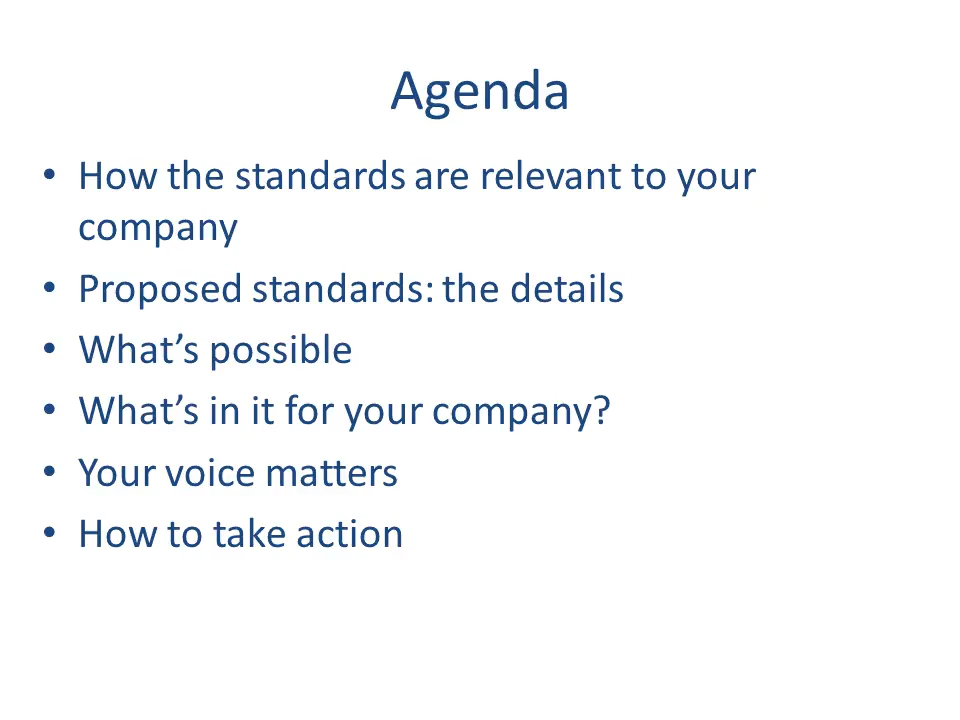 Agenda
• How the standards are relevant to your
company
• Proposed standards: the details
• What’s possible
• What’s in it for your company?
• Your voice matters
• How to take action